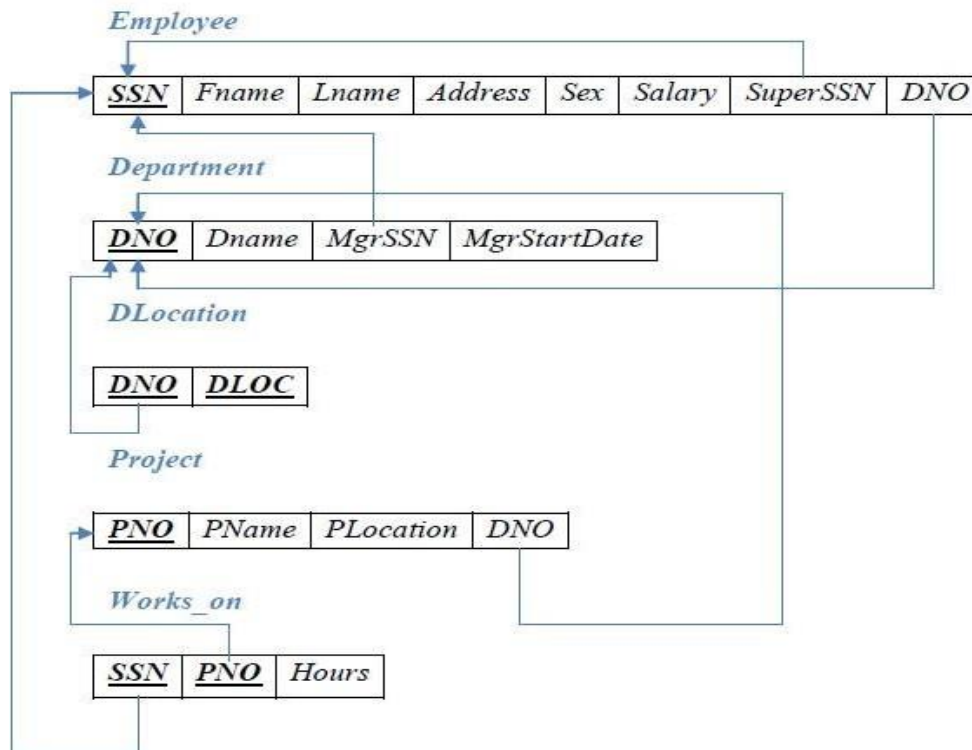 Employee
SSN Fname Lname Address Sex Salary SuperSSN DNO
Department
DNO Dname MgrSSN MgrStartDate
DLocation
DNO DLOC
Project
PNO PName PLocation DNO
Works_on
SSN PNO Hours